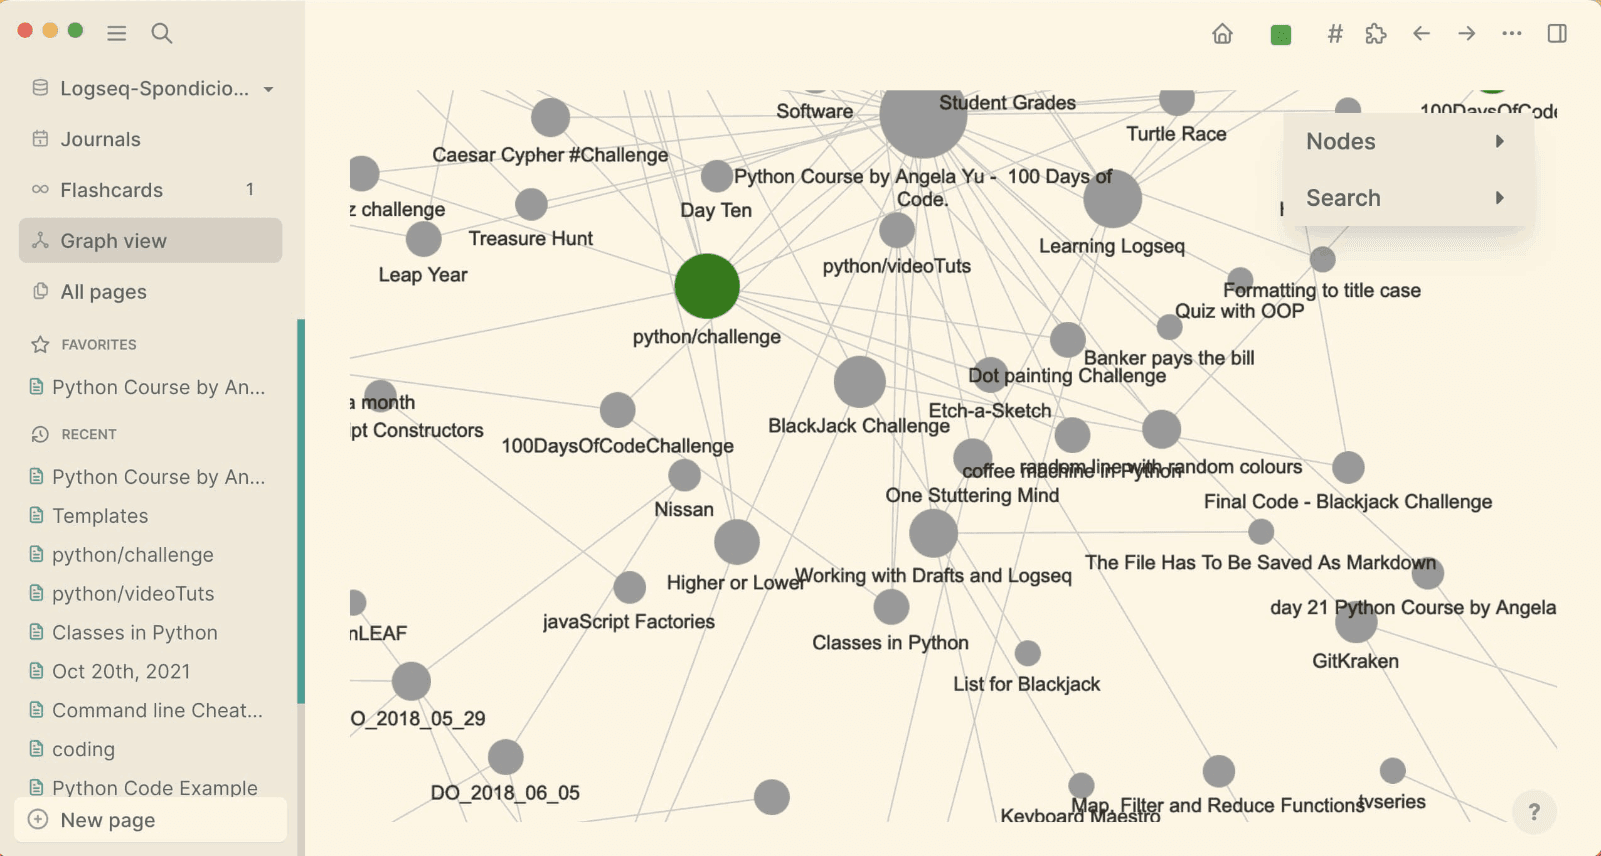 Logseq-Spondicio...
Journals
Flashcards 1
Graph view
All pages
FAVORITES
Python Course by An...
RECENT
Python Course by An...
Templates
python/challenge
python/videoTuts
Classes in Python
Oct 20th, 2021
Command line Cheat...
coding
Python Code Example
New page
#
Student Grades
Software
100DaysOfCode
Turtle Race
Nodes
Search
Caesar Cypher #Challenge
Python Course by Angela Yu - 100 Days of
Code.
z challenge
Day Ten
Treasure Hunt
Learning Logseq
Leap Year
python/videoTuts
Formatting to title case
Quiz with OOP
python/challenge
Banker pays the bill
Dot painting Challenge
a month
Etch-a-Sketch
BlackJack Challenge
ipt Constructors
100DaysOfCodeChallenge
random line with random colours
coffee machine in Python
One Stuttering Mind
Final Code - Blackjack Challenge
Nissan
The File Has To Be Saved As Markdown
Working with Drafts and Logseq
Higher or Lower
day 21 Python Course by Angela
javaScript Factories
nLEAF
Classes in Python
GitKraken
List for Blackjack
O_2018_05_29
DO_2018_06_05
tvseries
Map, Filter and Reduce Functions
Keyboard Maestro
?